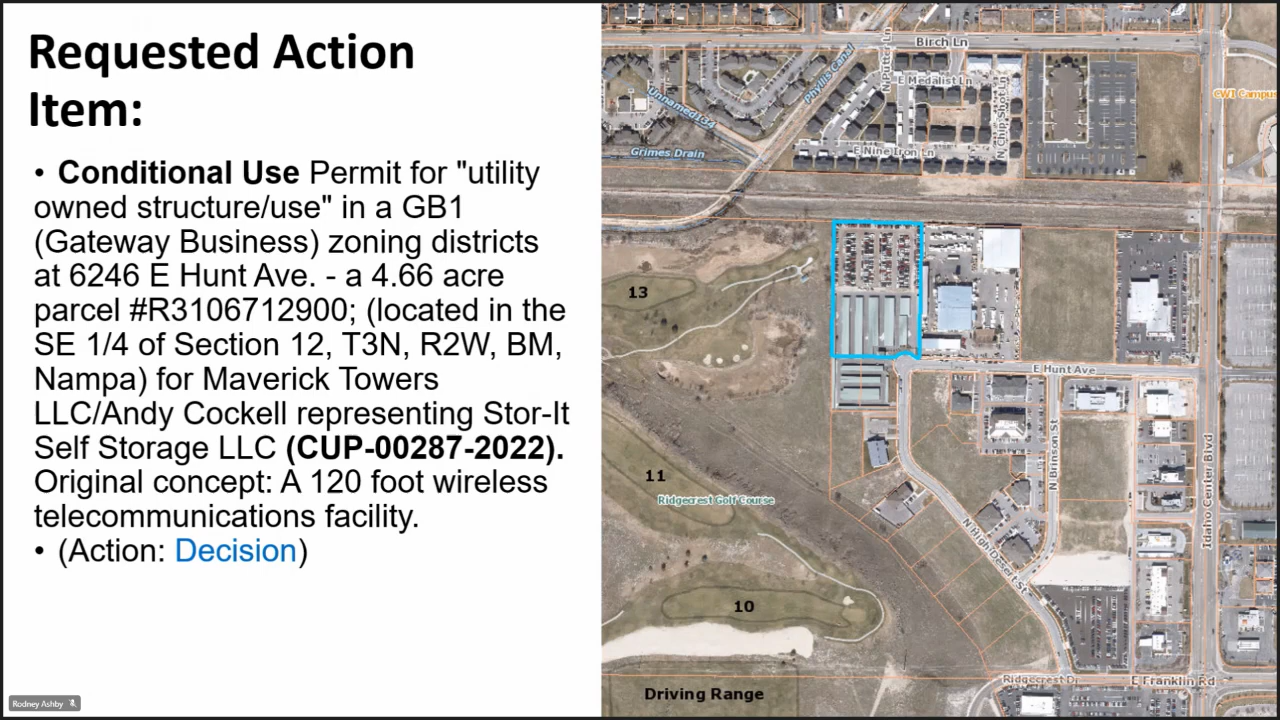 Requested Action
Item:
• Conditional Use Permit for "utility
owned structure/use" in a GB1
(Gateway Business) zoning districts
at 6246 E Hunt Ave. - a 4.66 acre
parcel #R3106712900; (located in the
SE 1/4 of Section 12, T3N, R2W, BM,
Nampa) for Maverick Towers
LLC/Andy Cockell representing Stor-It
Self Storage LLC (CUP-00287-2022).
Original concept: A 120 foot wireless
telecommunications facility.
• (Action: Decision)
Birch Ln
Phyllis Canal
N Putter Ln
E Medalist Ln
N Chip Shot Ln
CWI Campus
Grimes Drain
E Nine Iron Ln
13
E Hunt Ave
N Brinson St
Idaho Center Blvd
11
Ridgecrest Golf Course
N High Desert St
10
Ridgecrest Dr
E Franklin Rd
Driving Range
Rodney Ashby